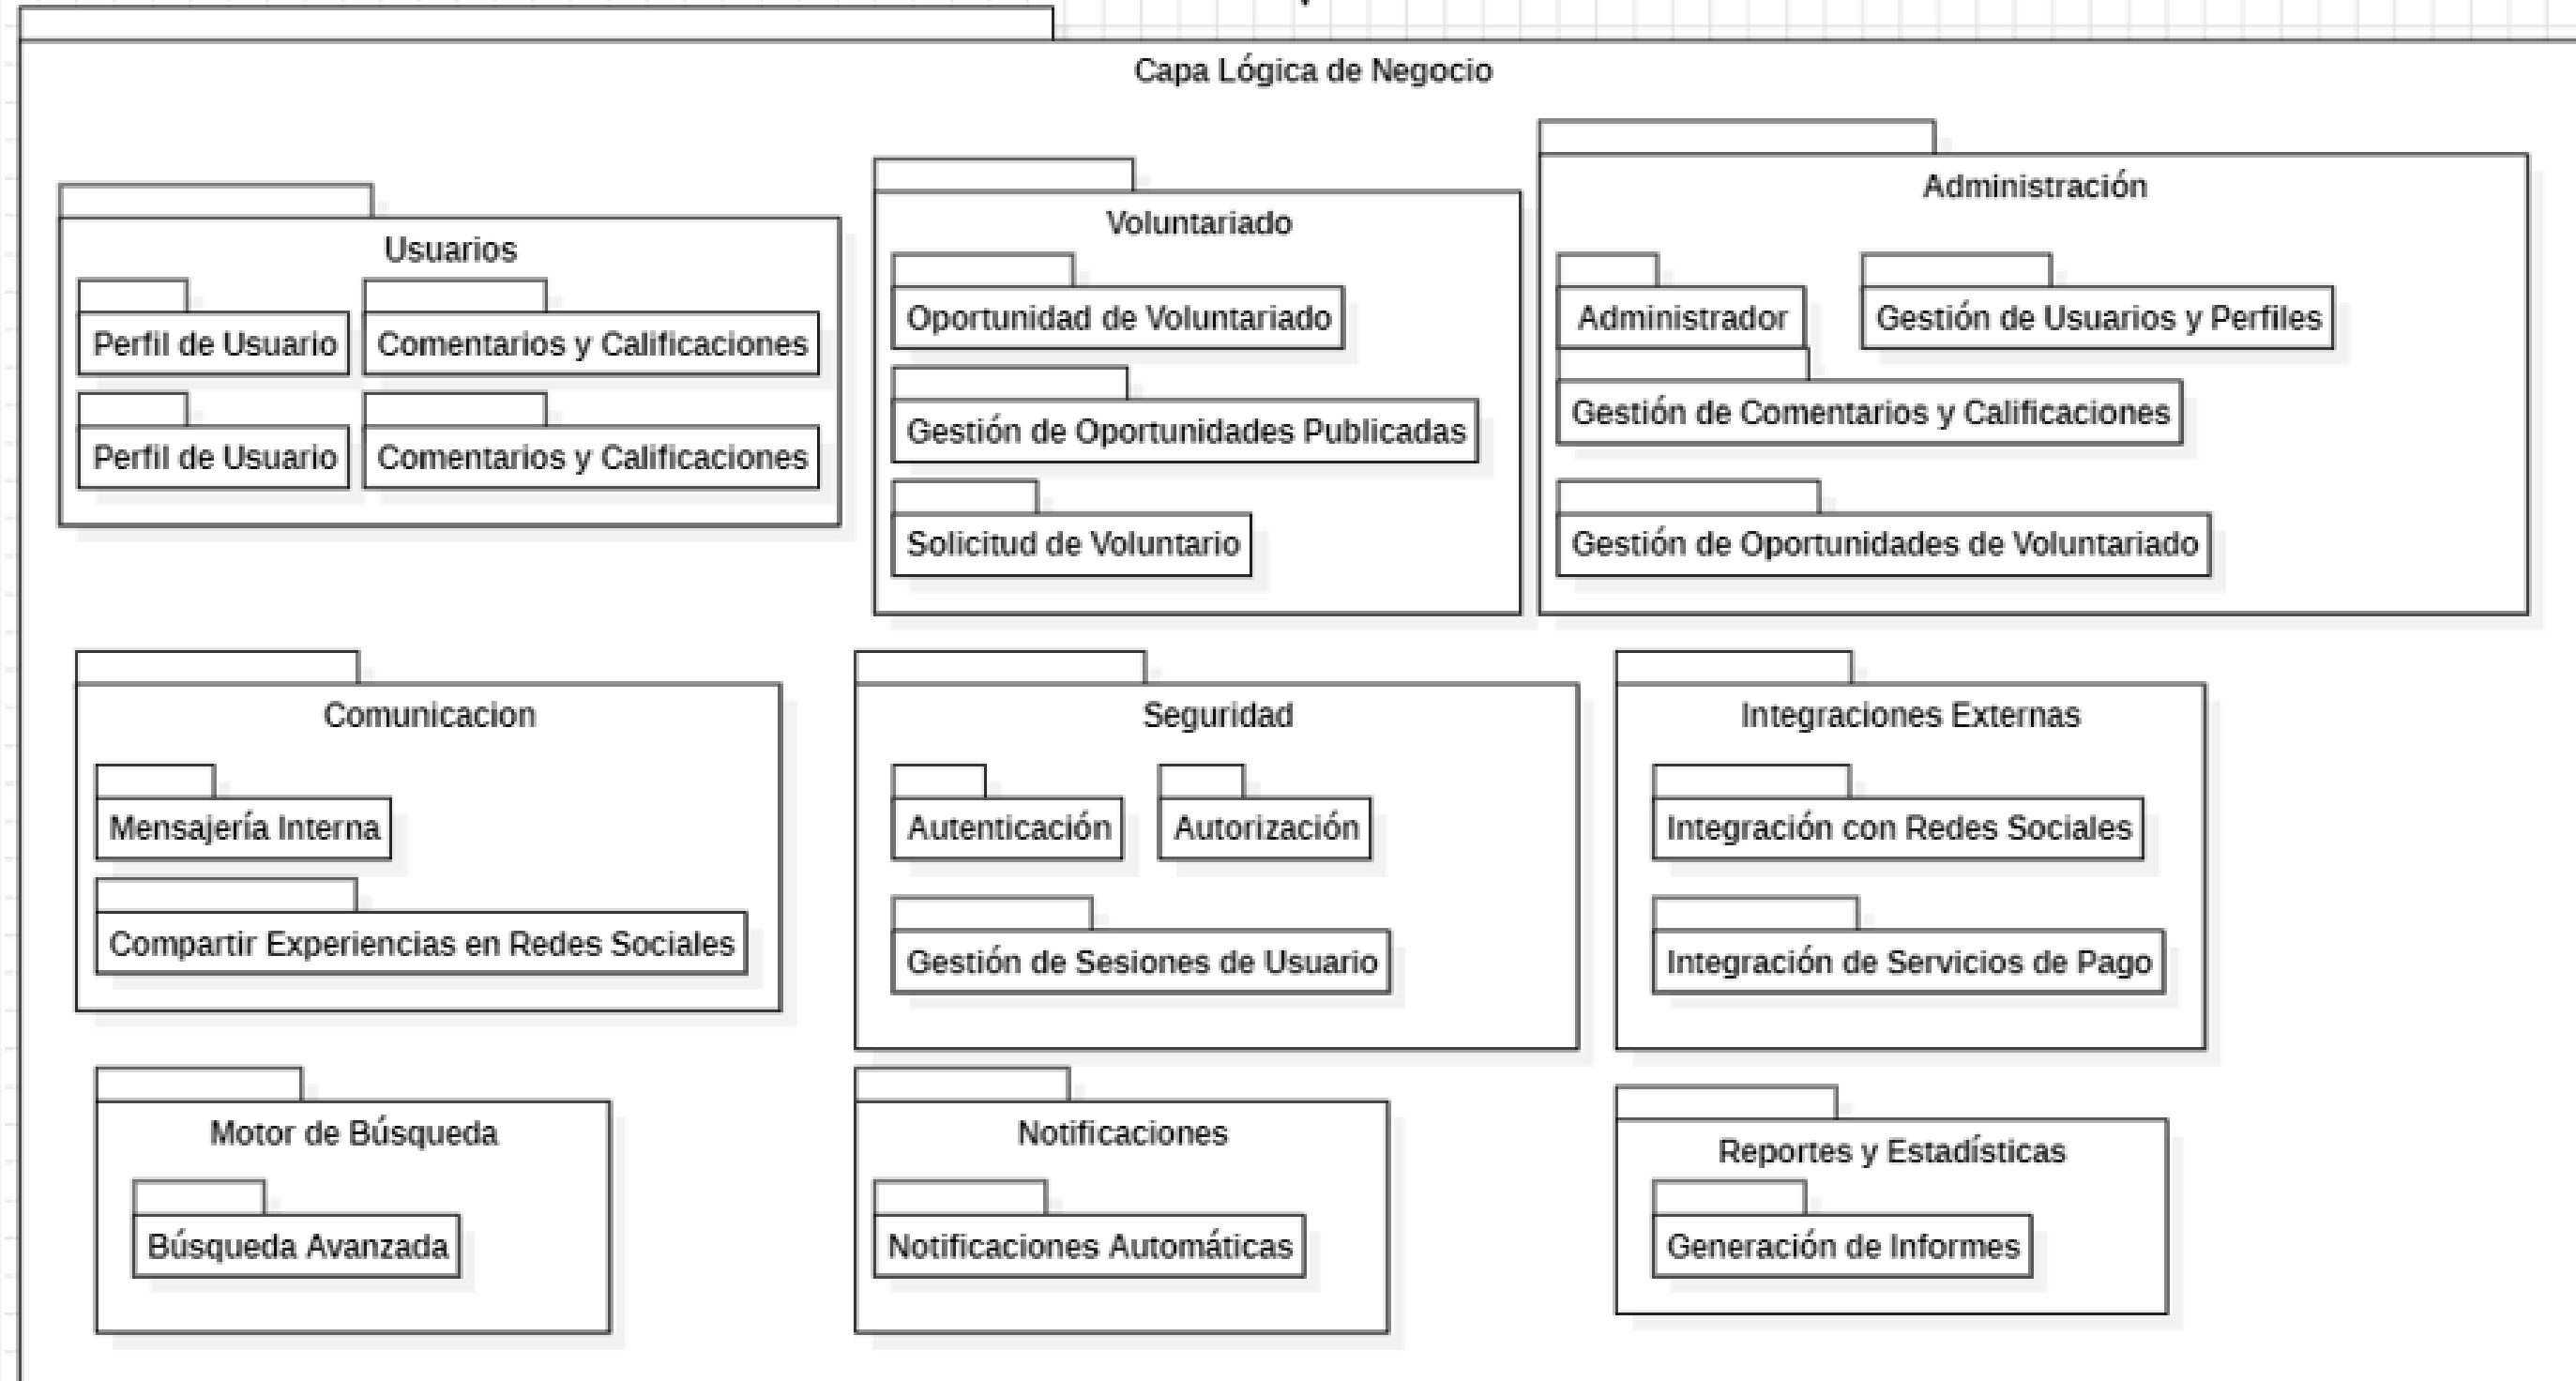 Capa Lógica de Negocio
Usuarios
Perfil de Usuario
Comentarios y Calificaciones
Perfil de Usuario
Comentarios y Calificaciones
Voluntariado
Oportunidad de Voluntariado
Gestión de Oportunidades Publicadas
Solicitud de Voluntario
Administración
Administrador
Gestión de Usuarios y Perfiles
Gestión de Comentarios y Calificaciones
Gestión de Oportunidades de Voluntariado
Comunicacion
Mensajería Interna
Compartir Experiencias en Redes Sociales
Seguridad
Autenticación
Autorización
Gestión de Sesiones de Usuario
Integraciones Externas
Integración con Redes Sociales
Integración de Servicios de Pago
Motor de Búsqueda
Búsqueda Avanzada
Notificaciones
Notificaciones Automáticas
Reportes y Estadísticas
Generación de Informes